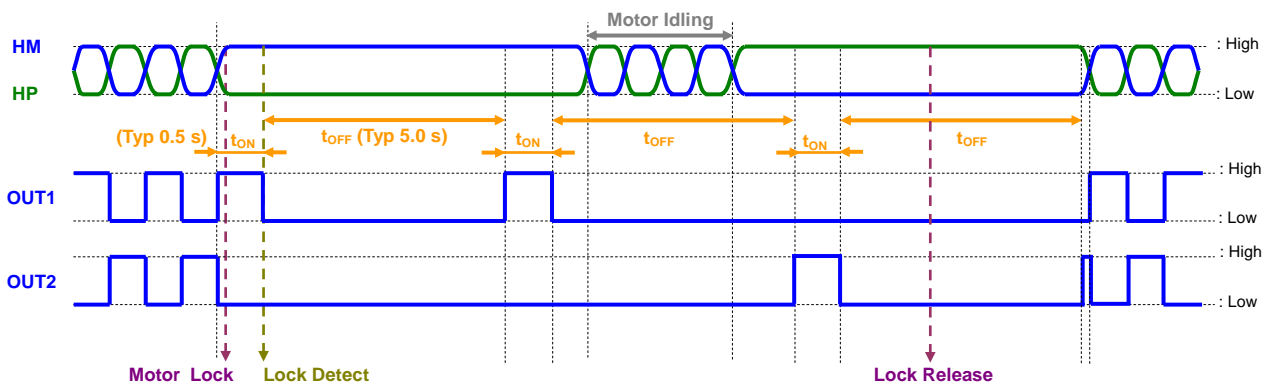 Motor Idling
HM
: High
HP
: Low
(Typ 0.5 s)
tON
tOFF (Typ 5.0 s)
tON
tOFF
tON
tOFF
OUT1
: High
: Low
OUT2
: High
: Low
Motor Lock
Lock Detect
Lock Release